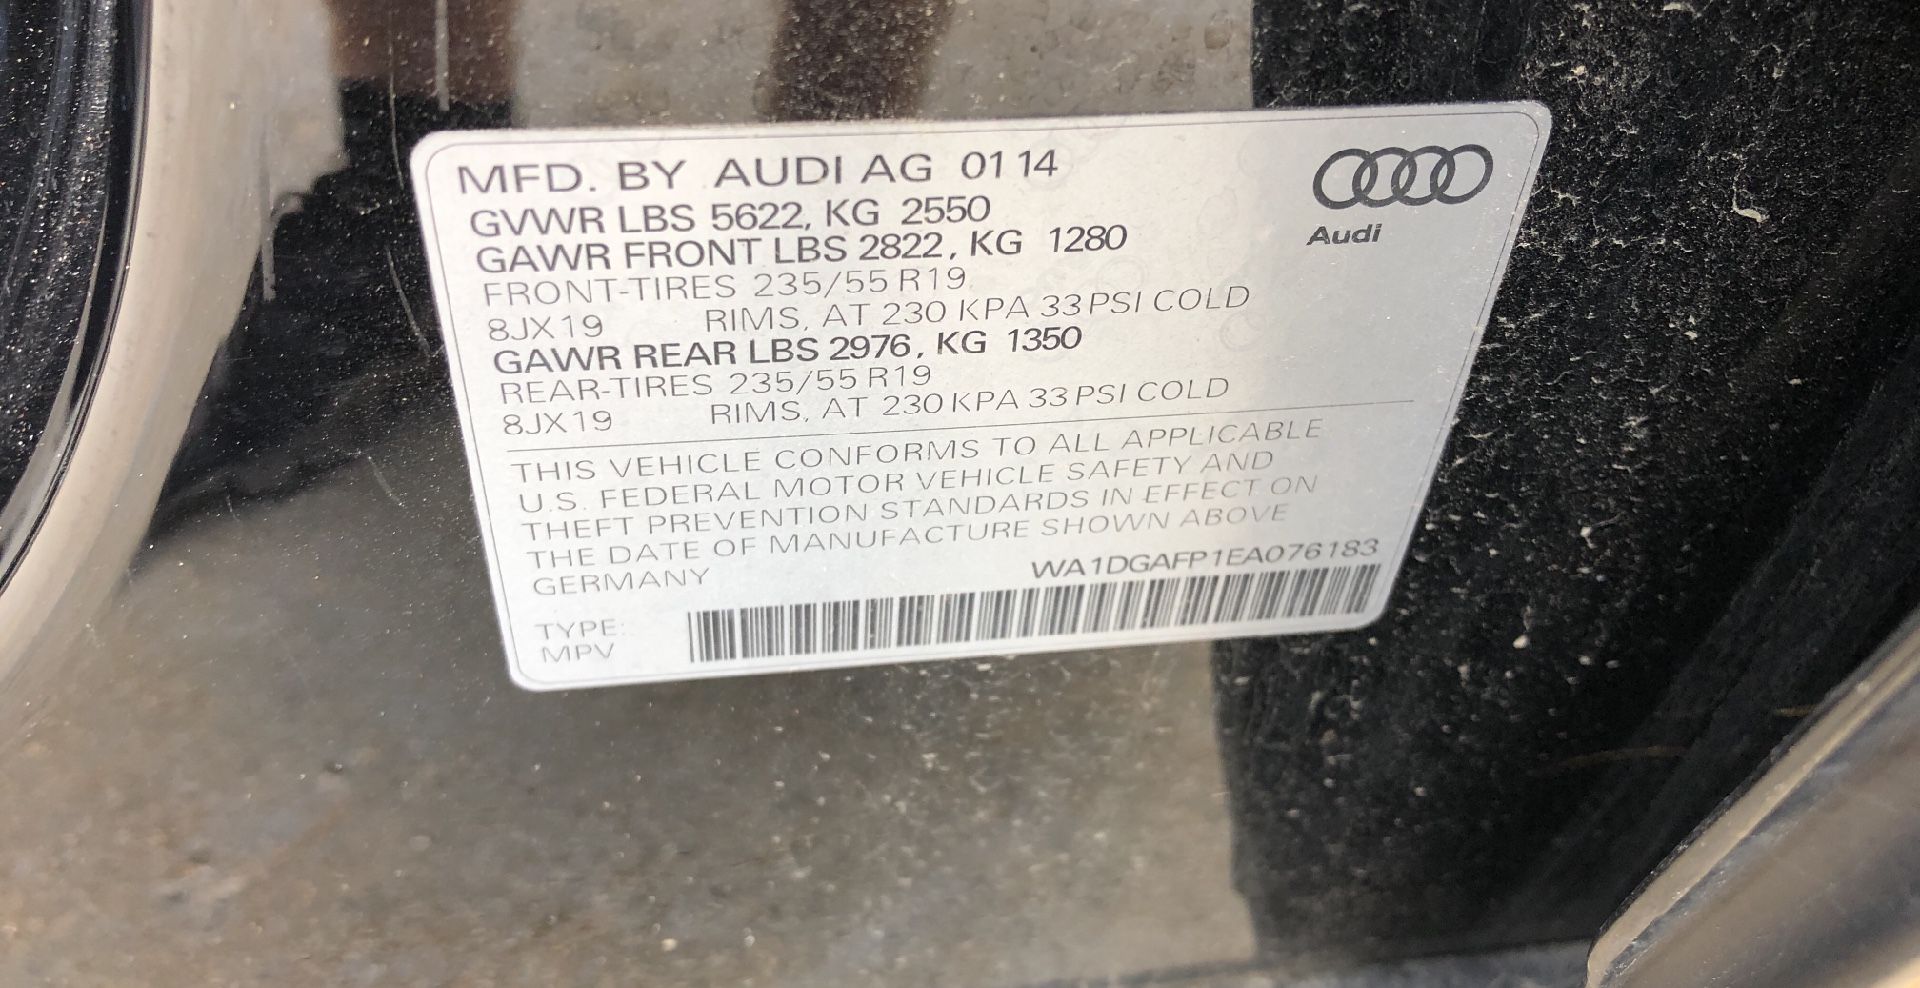 MFD. BY AUDI AG 01 14
GVWR LBS 5622, KG 2550
GAWR FRONT LBS 2822, KG 1280
FRONT-TIRES 235/55 R19
8JX19 RIMS, AT 230 KPA 33 PSI COLD
GAWR REAR LBS 2976, KG 1350
REAR-TIRES 235/55 R19
8JX19 RIMS, AT 230 KPA 33 PSI COLD
Audi
THIS VEHICLE CONFORMS TO ALL APPLICABLE
U.S. FEDERAL MOTOR VEHICLE SAFETY AND
THEFT PREVENTION STANDARDS IN EFFECT ON
THE DATE OF MANUFACTURE SHOWN ABOVE
GERMANY WA1DGAFP1EA076183
TYPE:
MPV